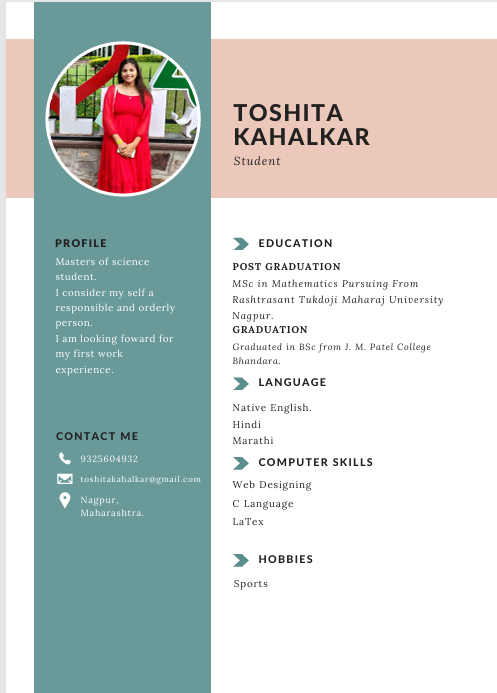 TOSHITA
KAHALKAR
Student
PROFILE
Masters of science
student.
I consider my self a
responsible and orderly
person.
I am looking foward for
my first work
experience.
CONTACT ME
9325604932
toshitakahalkar@gmail.com
Nagpur,
Maharashtra.
EDUCATION
POST GRADUATION
MSc in Mathematics Pursuing From
Rashtrasant Tukdoji Maharaj University
Nagpur.
GRADUATION
Graduated in BSc from J. M. Patel College
Bhandara.
LANGUAGE
Native English.
Hindi
Marathi
COMPUTER SKILLS
Web Designing
C Language
LaTex
HOBBIES
Sports